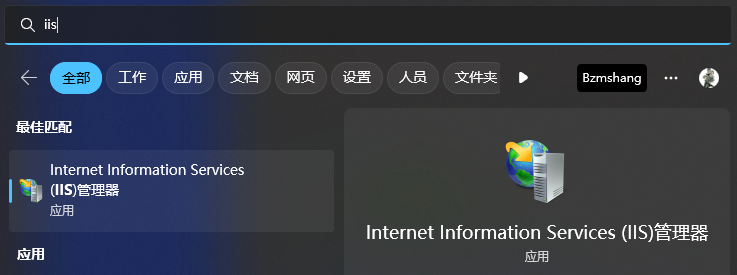 iis
全部 工作 应用 文档 网页 设置 人员 文件夹 Bzmshang
最佳匹配
Internet Information Services
(IIS)管理器
应用
应用
Internet Information Services (IIS)管理器
应用